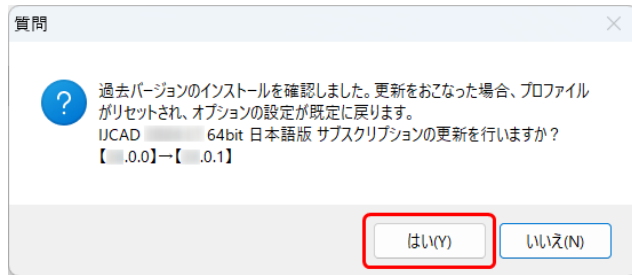 質問
過去バージョンのインストールを確認しました。更新をおこなった場合、プロファイル
がリセットされ、オプションの設定が既定に戻ります。
IJCAD 64bit 日本語版 サブスクリプションの更新を行いますか？
【 .0.0】→【 .0.1】
はい(Y) いいえ(N)